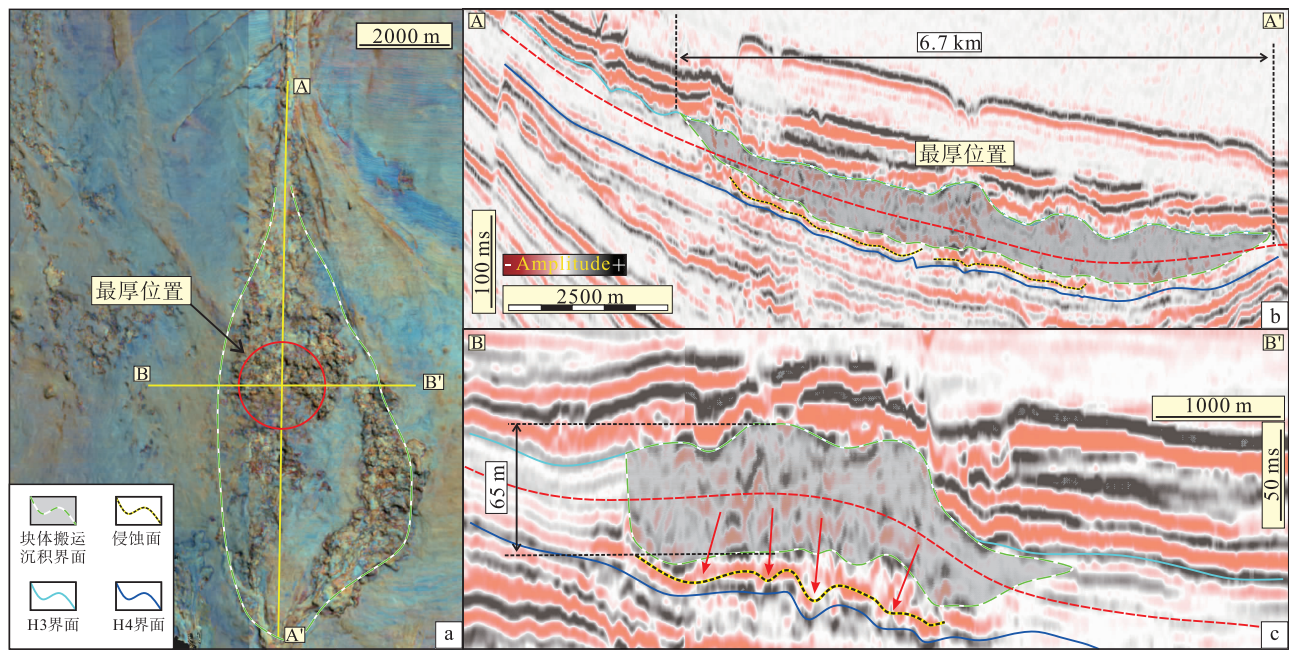 2000 m
A
最厚位置
B
B'
A'
块体搬运
沉积界面
侵蚀面
H3界面
H4界面
a
A
A'
6.7 km
最厚位置
100 ms
- Amplitude +
2500 m
b
B
B'
1000 m
50 ms
65 m
c